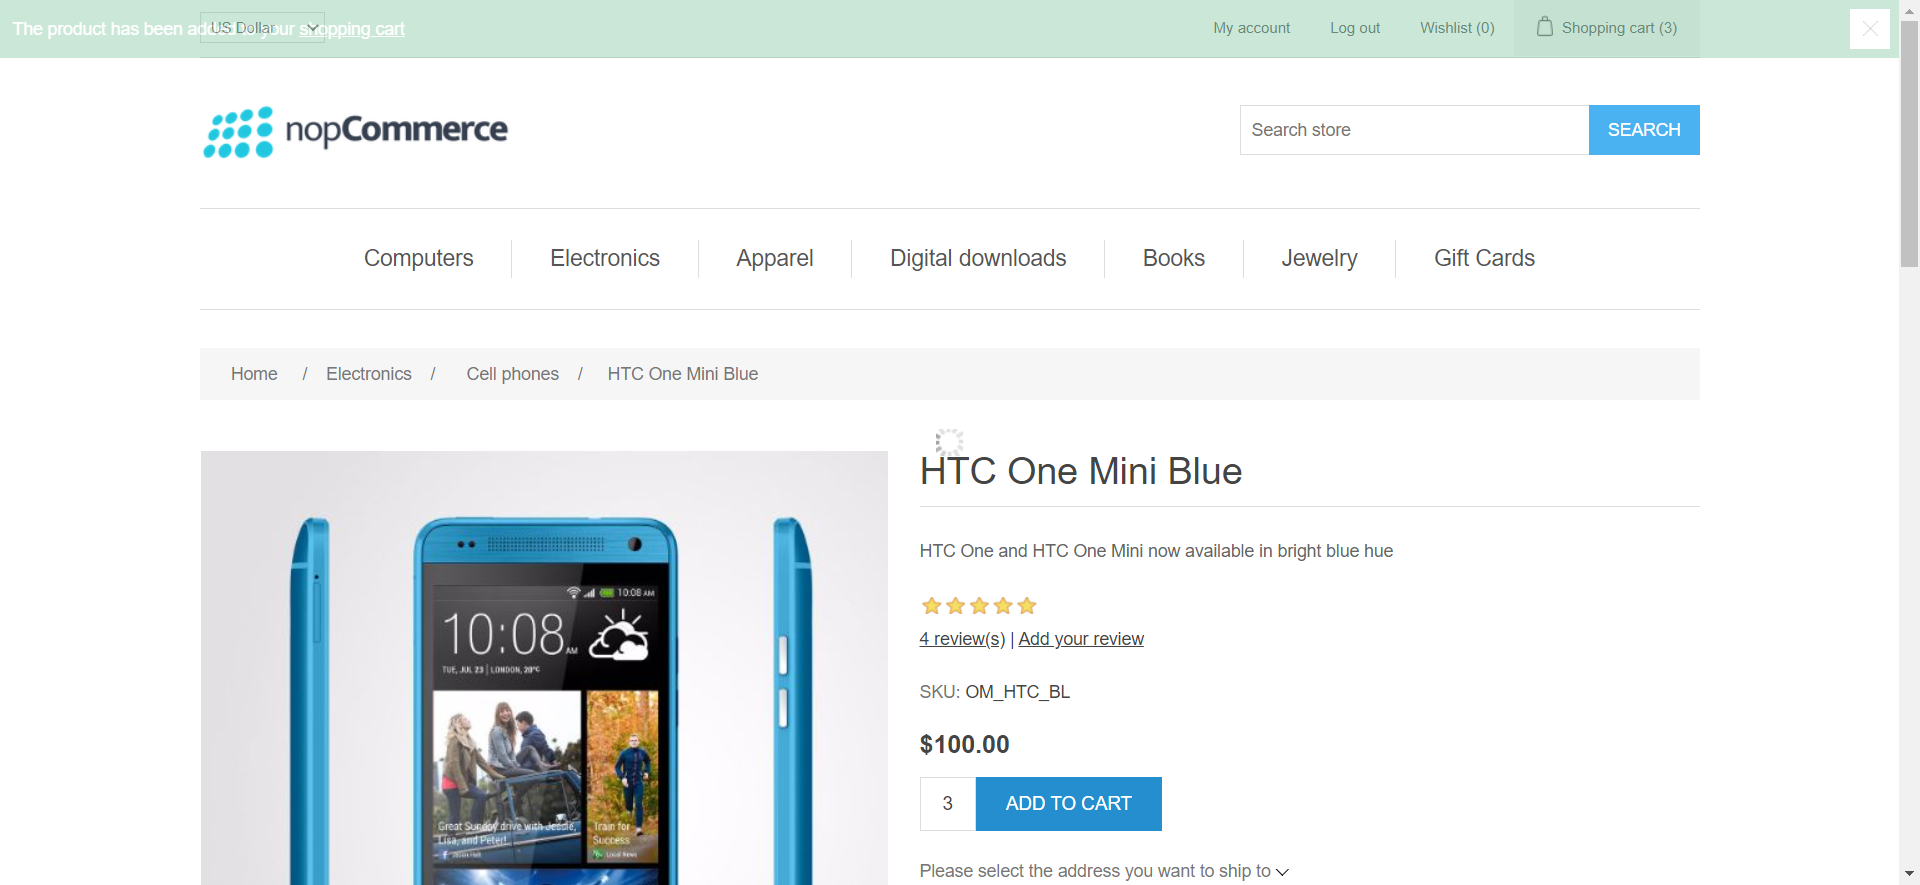 The product has been added to your shopping cart
US Dollar
My account
Log out
Wishlist (0)
Shopping cart (3)
nopCommerce
Search store
SEARCH
Computers
Electronics
Apparel
Digital downloads
Books
Jewelry
Gift Cards
Home / Electronics / Cell phones / HTC One Mini Blue
HTC One Mini Blue
HTC One and HTC One Mini now available in bright blue hue
4 review(s) | Add your review
SKU: OM_HTC_BL
$100.00
3
ADD TO CART
Please select the address you want to ship to
10:08 AM
10:08 AM
TUE, JUL 23 | LONDON, 20°C
Great Sunday drive with Jessie,
Lisa, and Peter!
Train for
Success
Local News